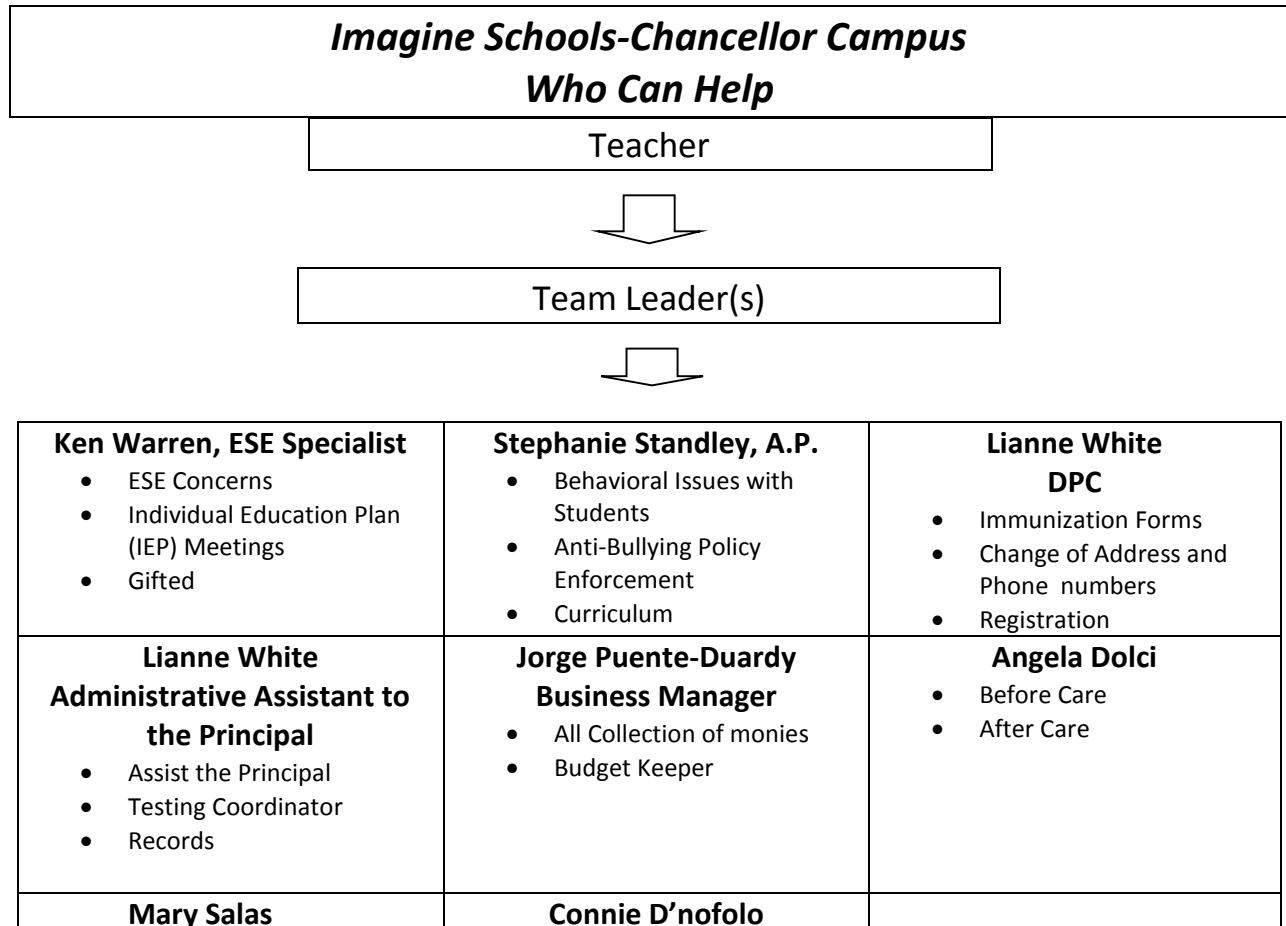 Imagine Schools-Chancellor Campus
Who Can Help
Teacher
Team Leader(s)
Ken Warren, ESE Specialist
• ESE Concerns
• Individual Education Plan
(IEP) Meetings
• Gifted
Stephanie Standley, A.P.
• Behavioral Issues with
Students
• Anti-Bullying Policy
Enforcement
• Curriculum
Lianne White
DPC
• Immunization Forms
• Change of Address and
Phone numbers
• Registration
Lianne White
Administrative Assistant to
the Principal
• Assist the Principal
• Testing Coordinator
• Records
Jorge Puente-Duardy
Business Manager
• All Collection of monies
• Budget Keeper
Angela Dolci
• Before Care
• After Care
Mary Salas
Connie D’nofolo